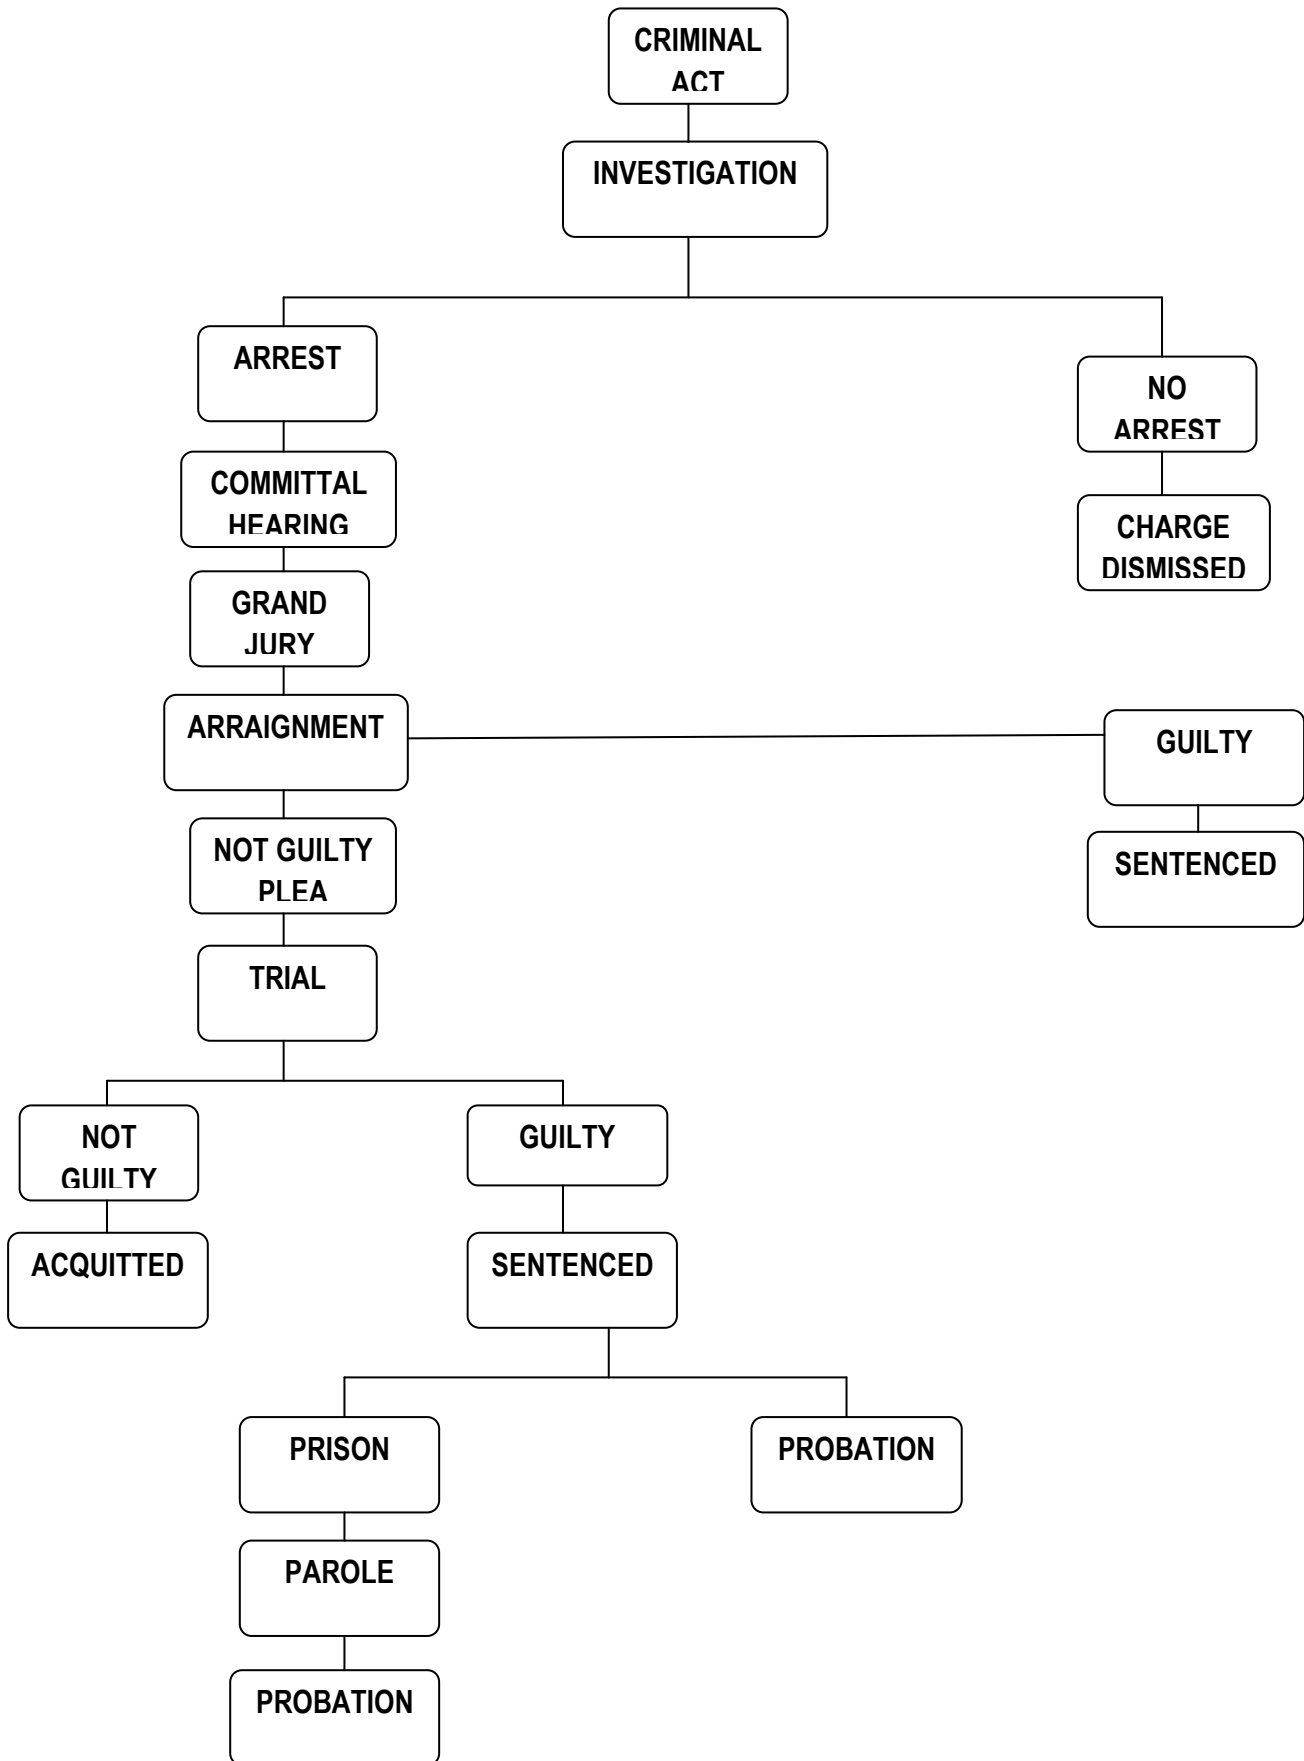 CRIMINAL
ACT
INVESTIGATION
ARREST
NO
ARREST
COMMITTAL
HEARING
CHARGE
DISMISSED
GRAND
JURY
ARRAIGNMENT
GUILTY
NOT GUILTY
PLEA
SENTENCED
TRIAL
NOT
GUILTY
GUILTY
ACQUITTED
SENTENCED
PRISON
PROBATION
PAROLE
PROBATION